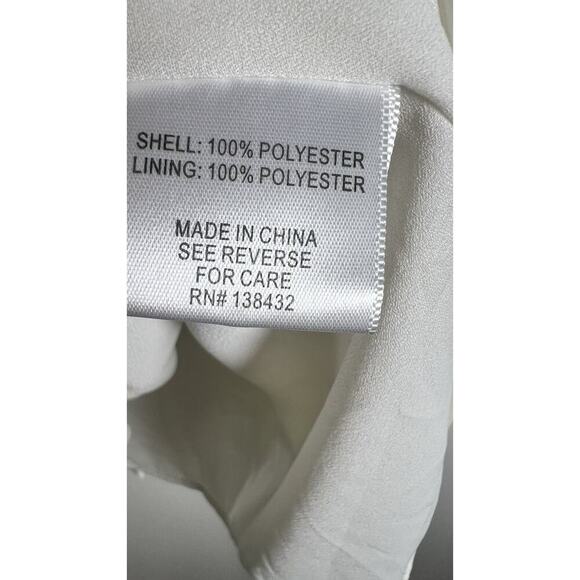 SHELL: 100% POLYESTER
LINING: 100% POLYESTER
MADE IN CHINA
SEE REVERSE
FOR CARE
RN# 138432